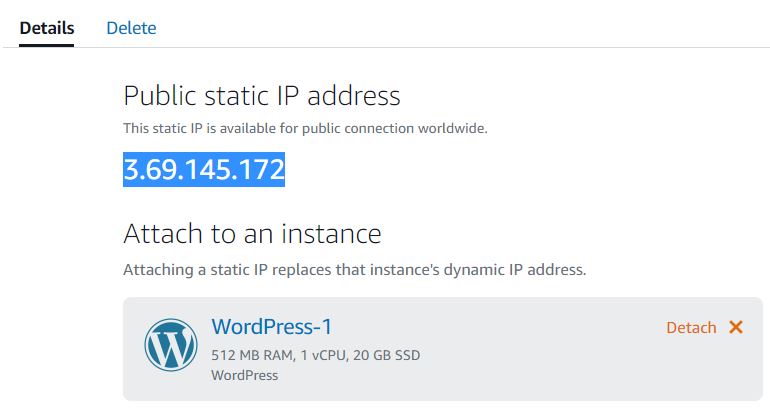 Details Delete
Public static IP address
This static IP is available for public connection worldwide.
3.69.145.172
Attach to an instance
Attaching a static IP replaces that instance's dynamic IP address.
WordPress-1 Detach
512 MB RAM, 1 vCPU, 20 GB SSD
WordPress